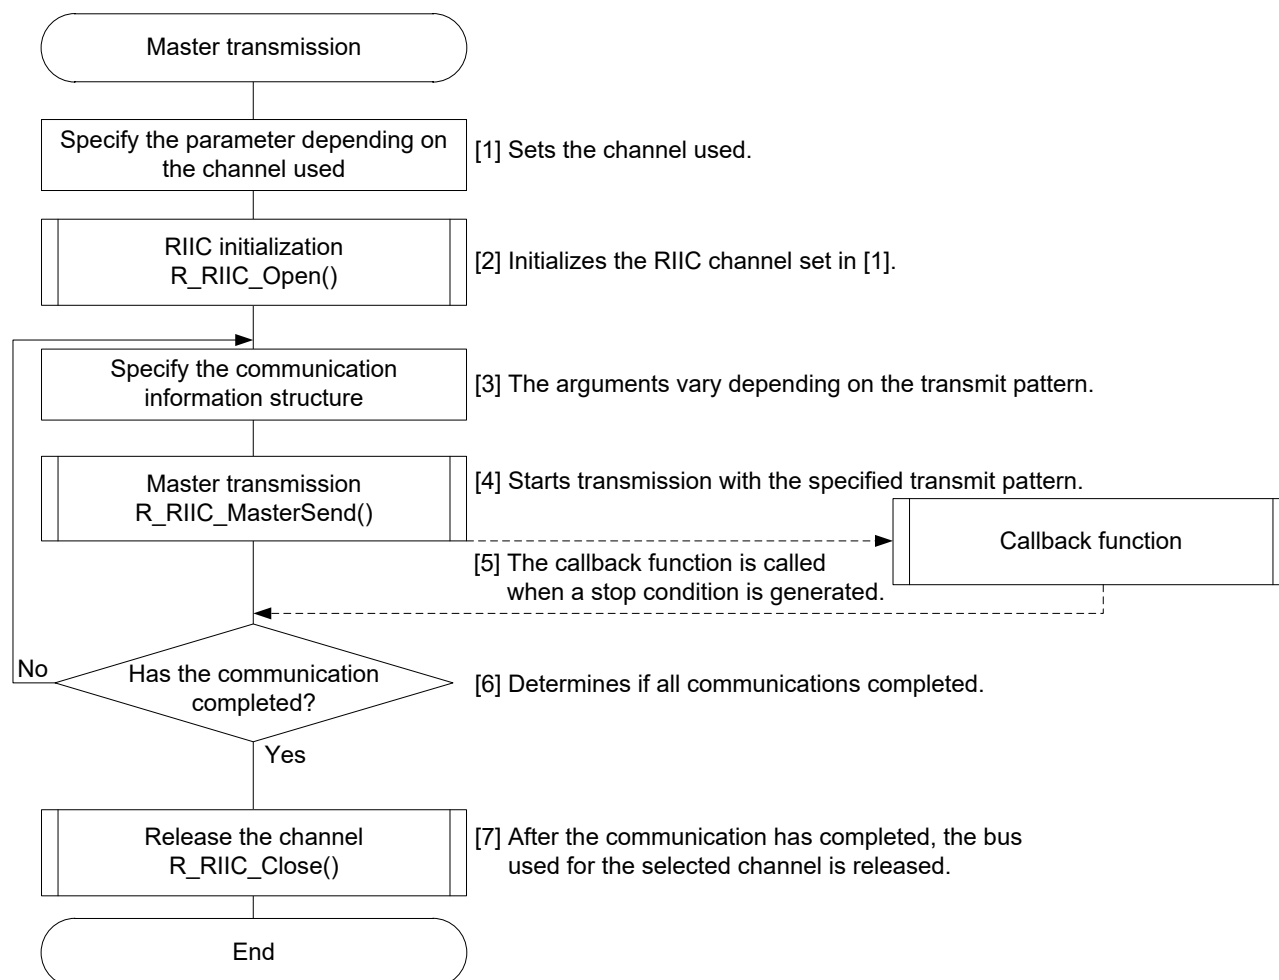 Master transmission
Specify the parameter depending on
the channel used
[1] Sets the channel used.
RIIC initialization
R_RIIC_Open()
[2] Initializes the RIIC channel set in [1].
Specify the communication
information structure
[3] The arguments vary depending on the transmit pattern.
Master transmission
R_RIIC_MasterSend()
[4] Starts transmission with the specified transmit pattern.
Callback function
[5] The callback function is called
when a stop condition is generated.
No
Has the communication
completed?
[6] Determines if all communications completed.
Yes
Release the channel
R_RIIC_Close()
[7] After the communication has completed, the bus
used for the selected channel is released.
End